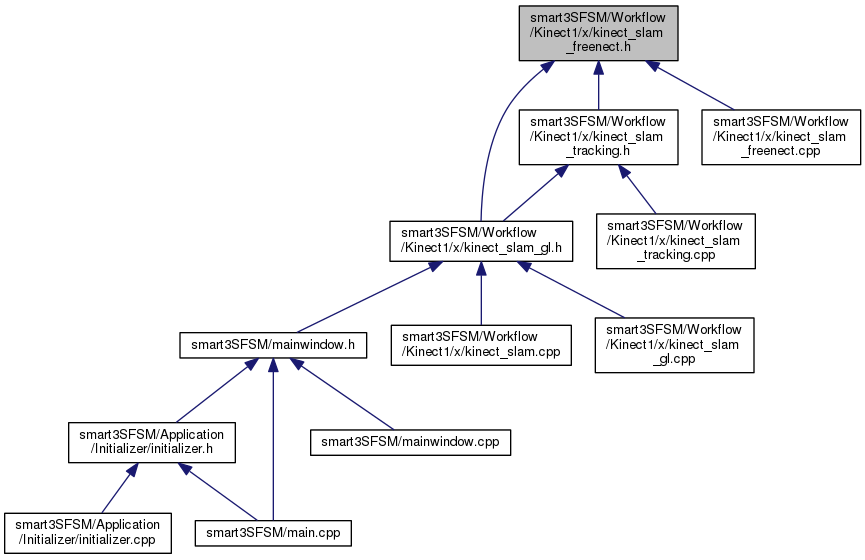 smart3SFSM/Workflow
/Kinect1/x/kinect_slam
_freenect.h
smart3SFSM/Workflow
/Kinect1/x/kinect_slam
_tracking.h
smart3SFSM/Workflow
/Kinect1/x/kinect_slam
_freenect.cpp
smart3SFSM/Workflow
/Kinect1/x/kinect_slam_gl.h
smart3SFSM/Workflow
/Kinect1/x/kinect_slam
_tracking.cpp
smart3SFSM/mainwindow.h
smart3SFSM/Workflow
/Kinect1/x/kinect_slam.cpp
smart3SFSM/Workflow
/Kinect1/x/kinect_slam
_gl.cpp
smart3SFSM/Application
/Initializer/initializer.h
smart3SFSM/mainwindow.cpp
smart3SFSM/Application
/Initializer/initializer.cpp
smart3SFSM/main.cpp